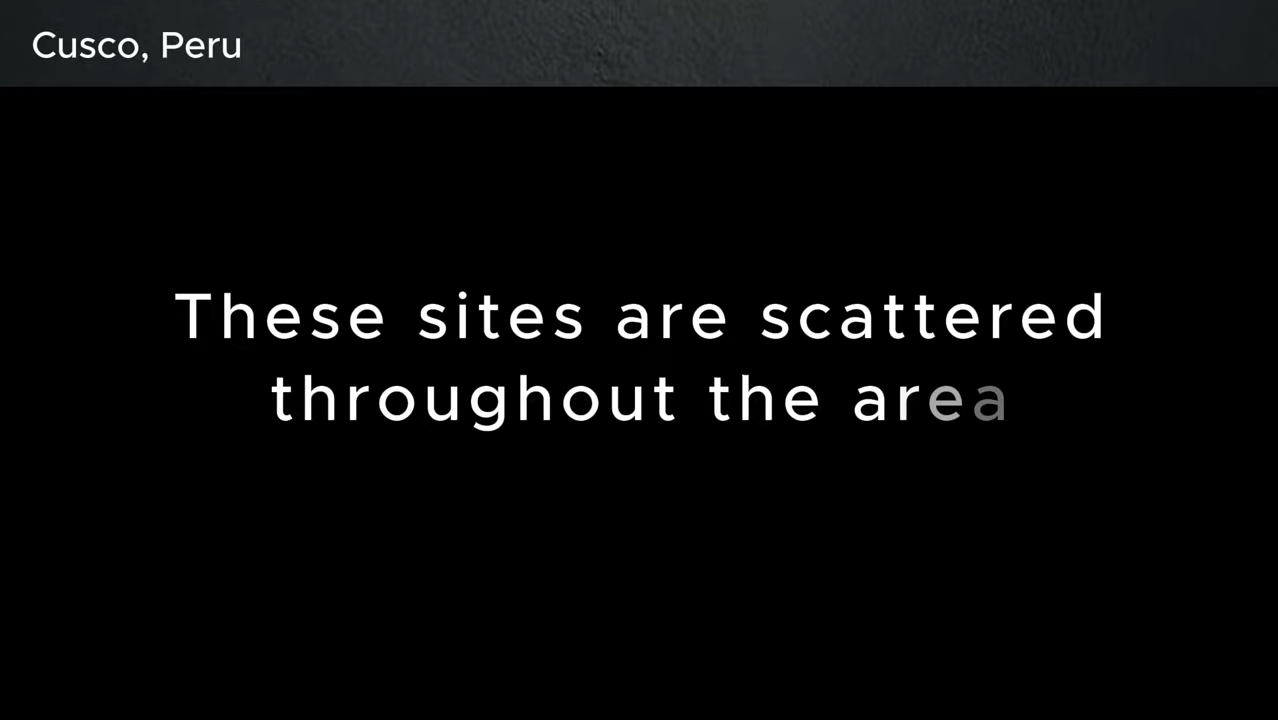 Cusco, Peru
These sites are scattered
throughout the area